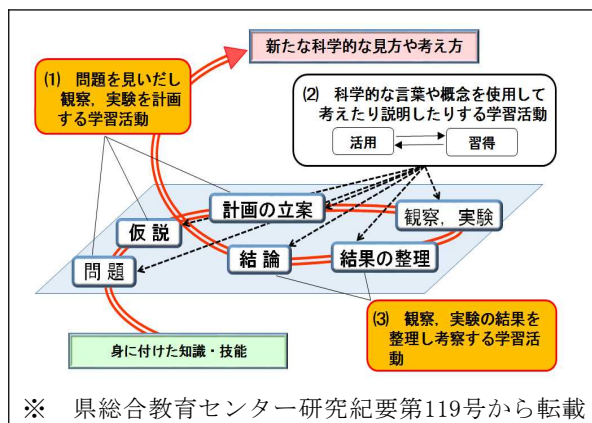 新たな科学的な見方や考え方
(1) 問題を見いだし
観察，実験を計画
する学習活動
(2) 科学的な言葉や概念を使用して
考えたり説明したりする学習活動
活用
習得
計画の立案
観察，実験
仮説
結論
結果の整理
問題
(3) 観察，実験の結果を
整理し考察する学習活
動
身に付けた知識・技能
※ 県総合教育センター研究紀要第119号から転載